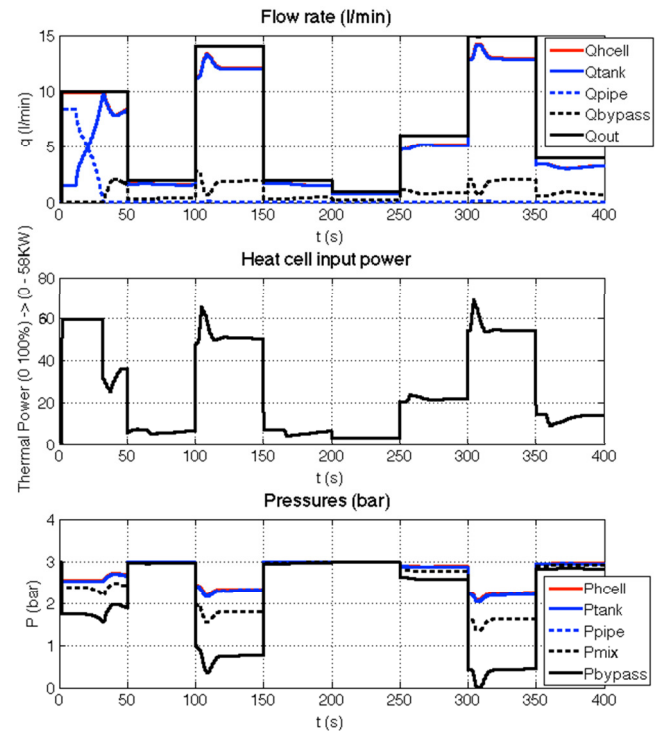 Flow rate (l/min)
15
10
5
0
q (l/min)
0 50 100 150 200 250 300 350 400
t (s)
Qhcell
Qtank
Qpipe
Qbypass
Qout
Heat cell input power
Thermal Power (0 100%) -> (0 - 58KW)
80
60
40
20
0
0 50 100 150 200 250 300 350 400
t (s)
Pressures (bar)
4
3
2
1
0
P (bar)
0 50 100 150 200 250 300 350 400
t (s)
Phcell
Ptank
Ppipe
Pmix
Pbypass